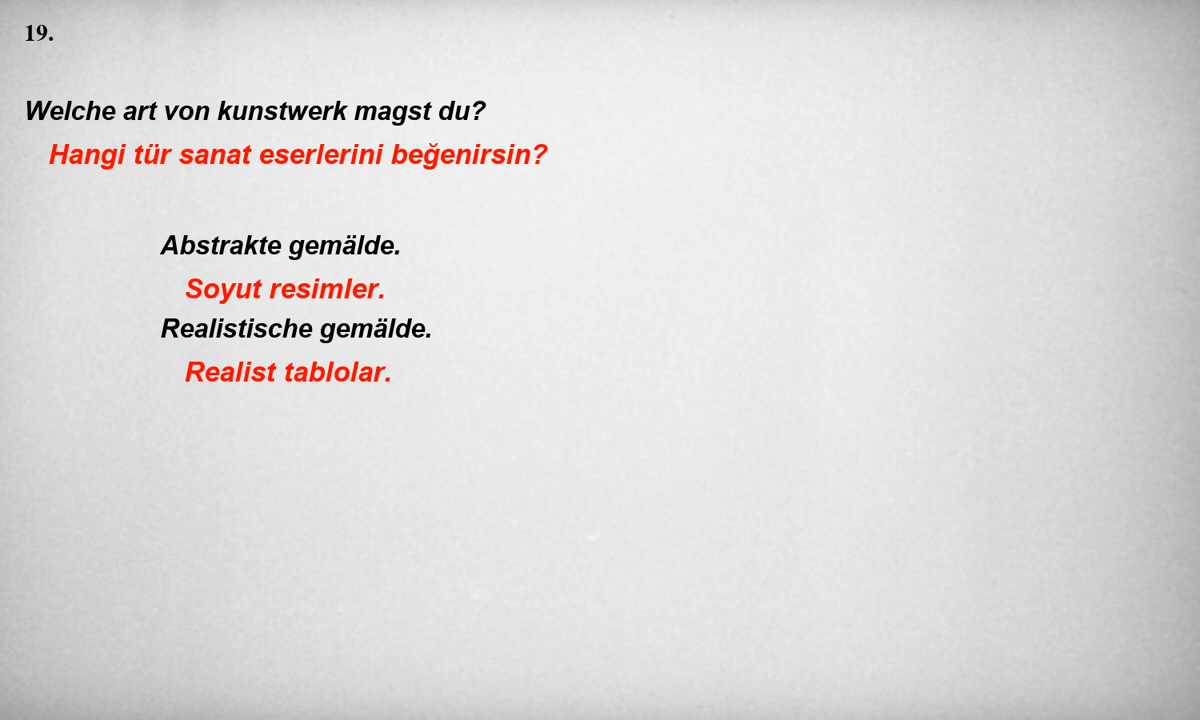 19.
Welche art von kunstwerk magst du?
Hangi tür sanat eserlerini beğenirsin?
Abstrakte gemälde.
Soyut resimler.
Realistische gemälde.
Realist tablolar.